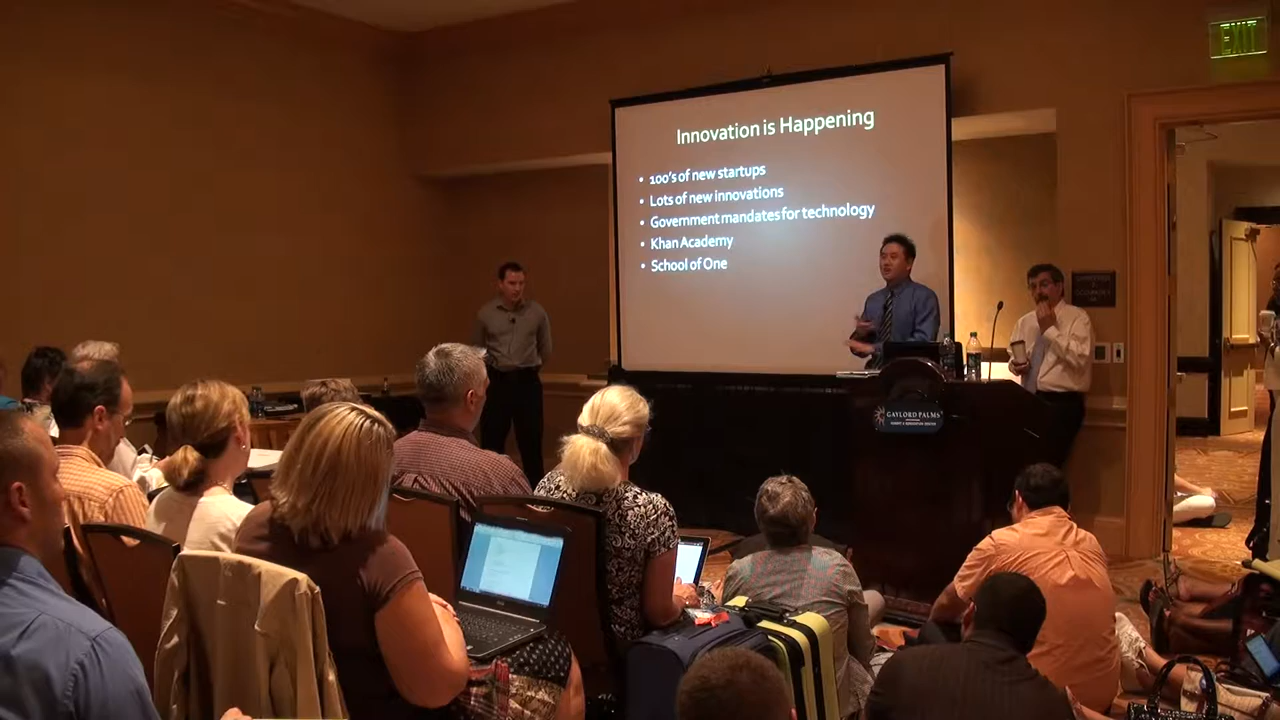 EXIT
Innovation is Happening
• 100's of new startups
• Lots of new innovations
• Government mandates for technology
• Khan Academy
• School of One
GAYLORD PALMS